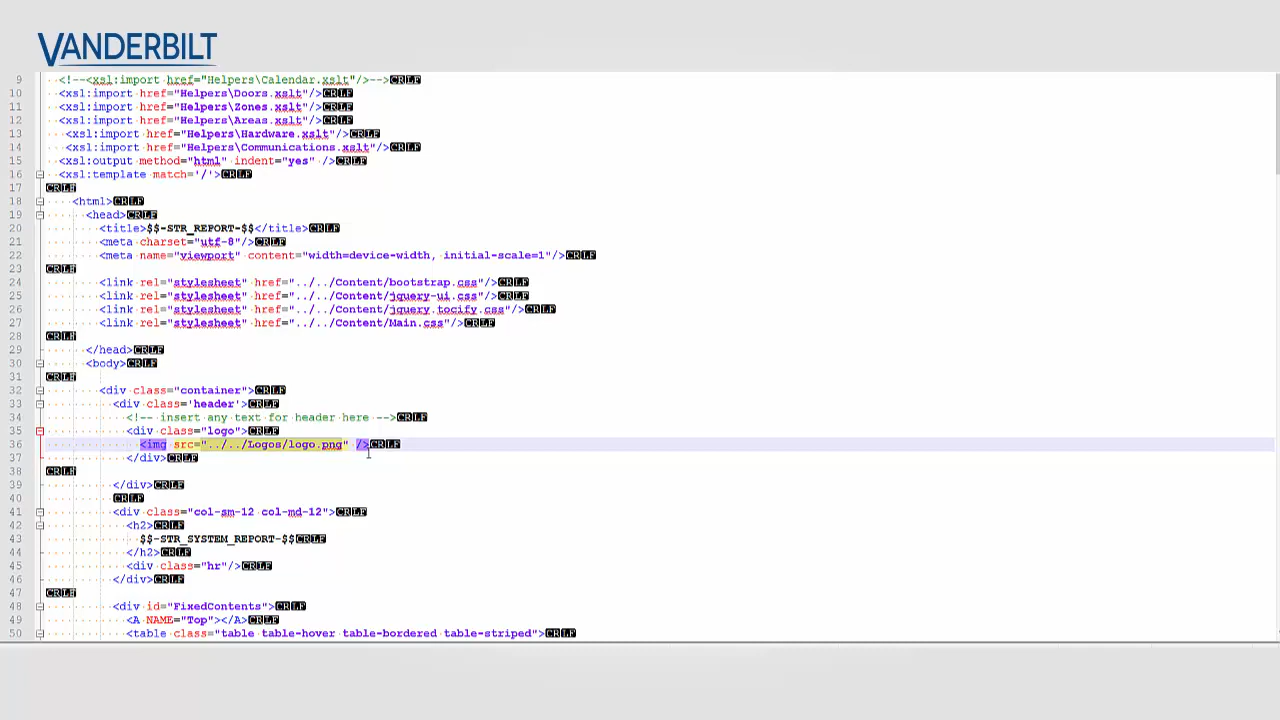 VANDERBILT
9 <!--<xsl:import href="Helpers\Calendar.xslt"/>-->CRLF
10 <xsl:import href="Helpers\Doors.xslt"/>CRLF
11 <xsl:import href="Helpers\Zones.xslt"/>CRLF
12 <xsl:import href="Helpers\Areas.xslt"/>CRLF
13 <xsl:import href="Helpers\Hardware.xslt"/>CRLF
14 <xsl:import href="Helpers\Communications.xslt"/>CRLF
15 <xsl:output method="html" indent="yes" />CRLF
16 <xsl:template match='/'>CRLF
17 CRLF
18 <html>CRLF
19 <head>CRLF
20 <title>$$-STR_REPORT-$$</title>CRLF
21 <meta charset="utf-8"/>CRLF
22 <meta name="viewport" content="width=device-width, initial-scale=1"/>CRLF
23 CRLF
24 <link rel="stylesheet" href="../../Content/bootstrap.css"/>CRLF
25 <link rel="stylesheet" href="../../Content/jquery-ui.css"/>CRLF
26 <link rel="stylesheet" href="../../Content/jquery.tocify.css"/>CRLF
27 <link rel="stylesheet" href="../../Content/Main.css"/>CRLF
28 CRLF
29 </head>CRLF
30 <body>CRLF
31 CRLF
32 <div class="container">CRLF
33 <div class='header'>CRLF
34 <!-- insert any text for header here -->CRLF
35 <div class="logo">CRLF
36 <img src="../../Logos/logo.png" />CRLF
37 </div>CRLF
38 CRLF
39 </div>CRLF
40 CRLF
41 <div class="col-sm-12 col-md-12">CRLF
42 <h2>CRLF
43 $$-STR_SYSTEM_REPORT-$$CRLF
44 </h2>CRLF
45 <div class="hr"/>CRLF
46 </div>CRLF
47 CRLF
48 <div id="FixedContents">CRLF
49 <A NAME="Top"></A>CRLF
50 <table class="table table-hover table-bordered table-striped">CRLF